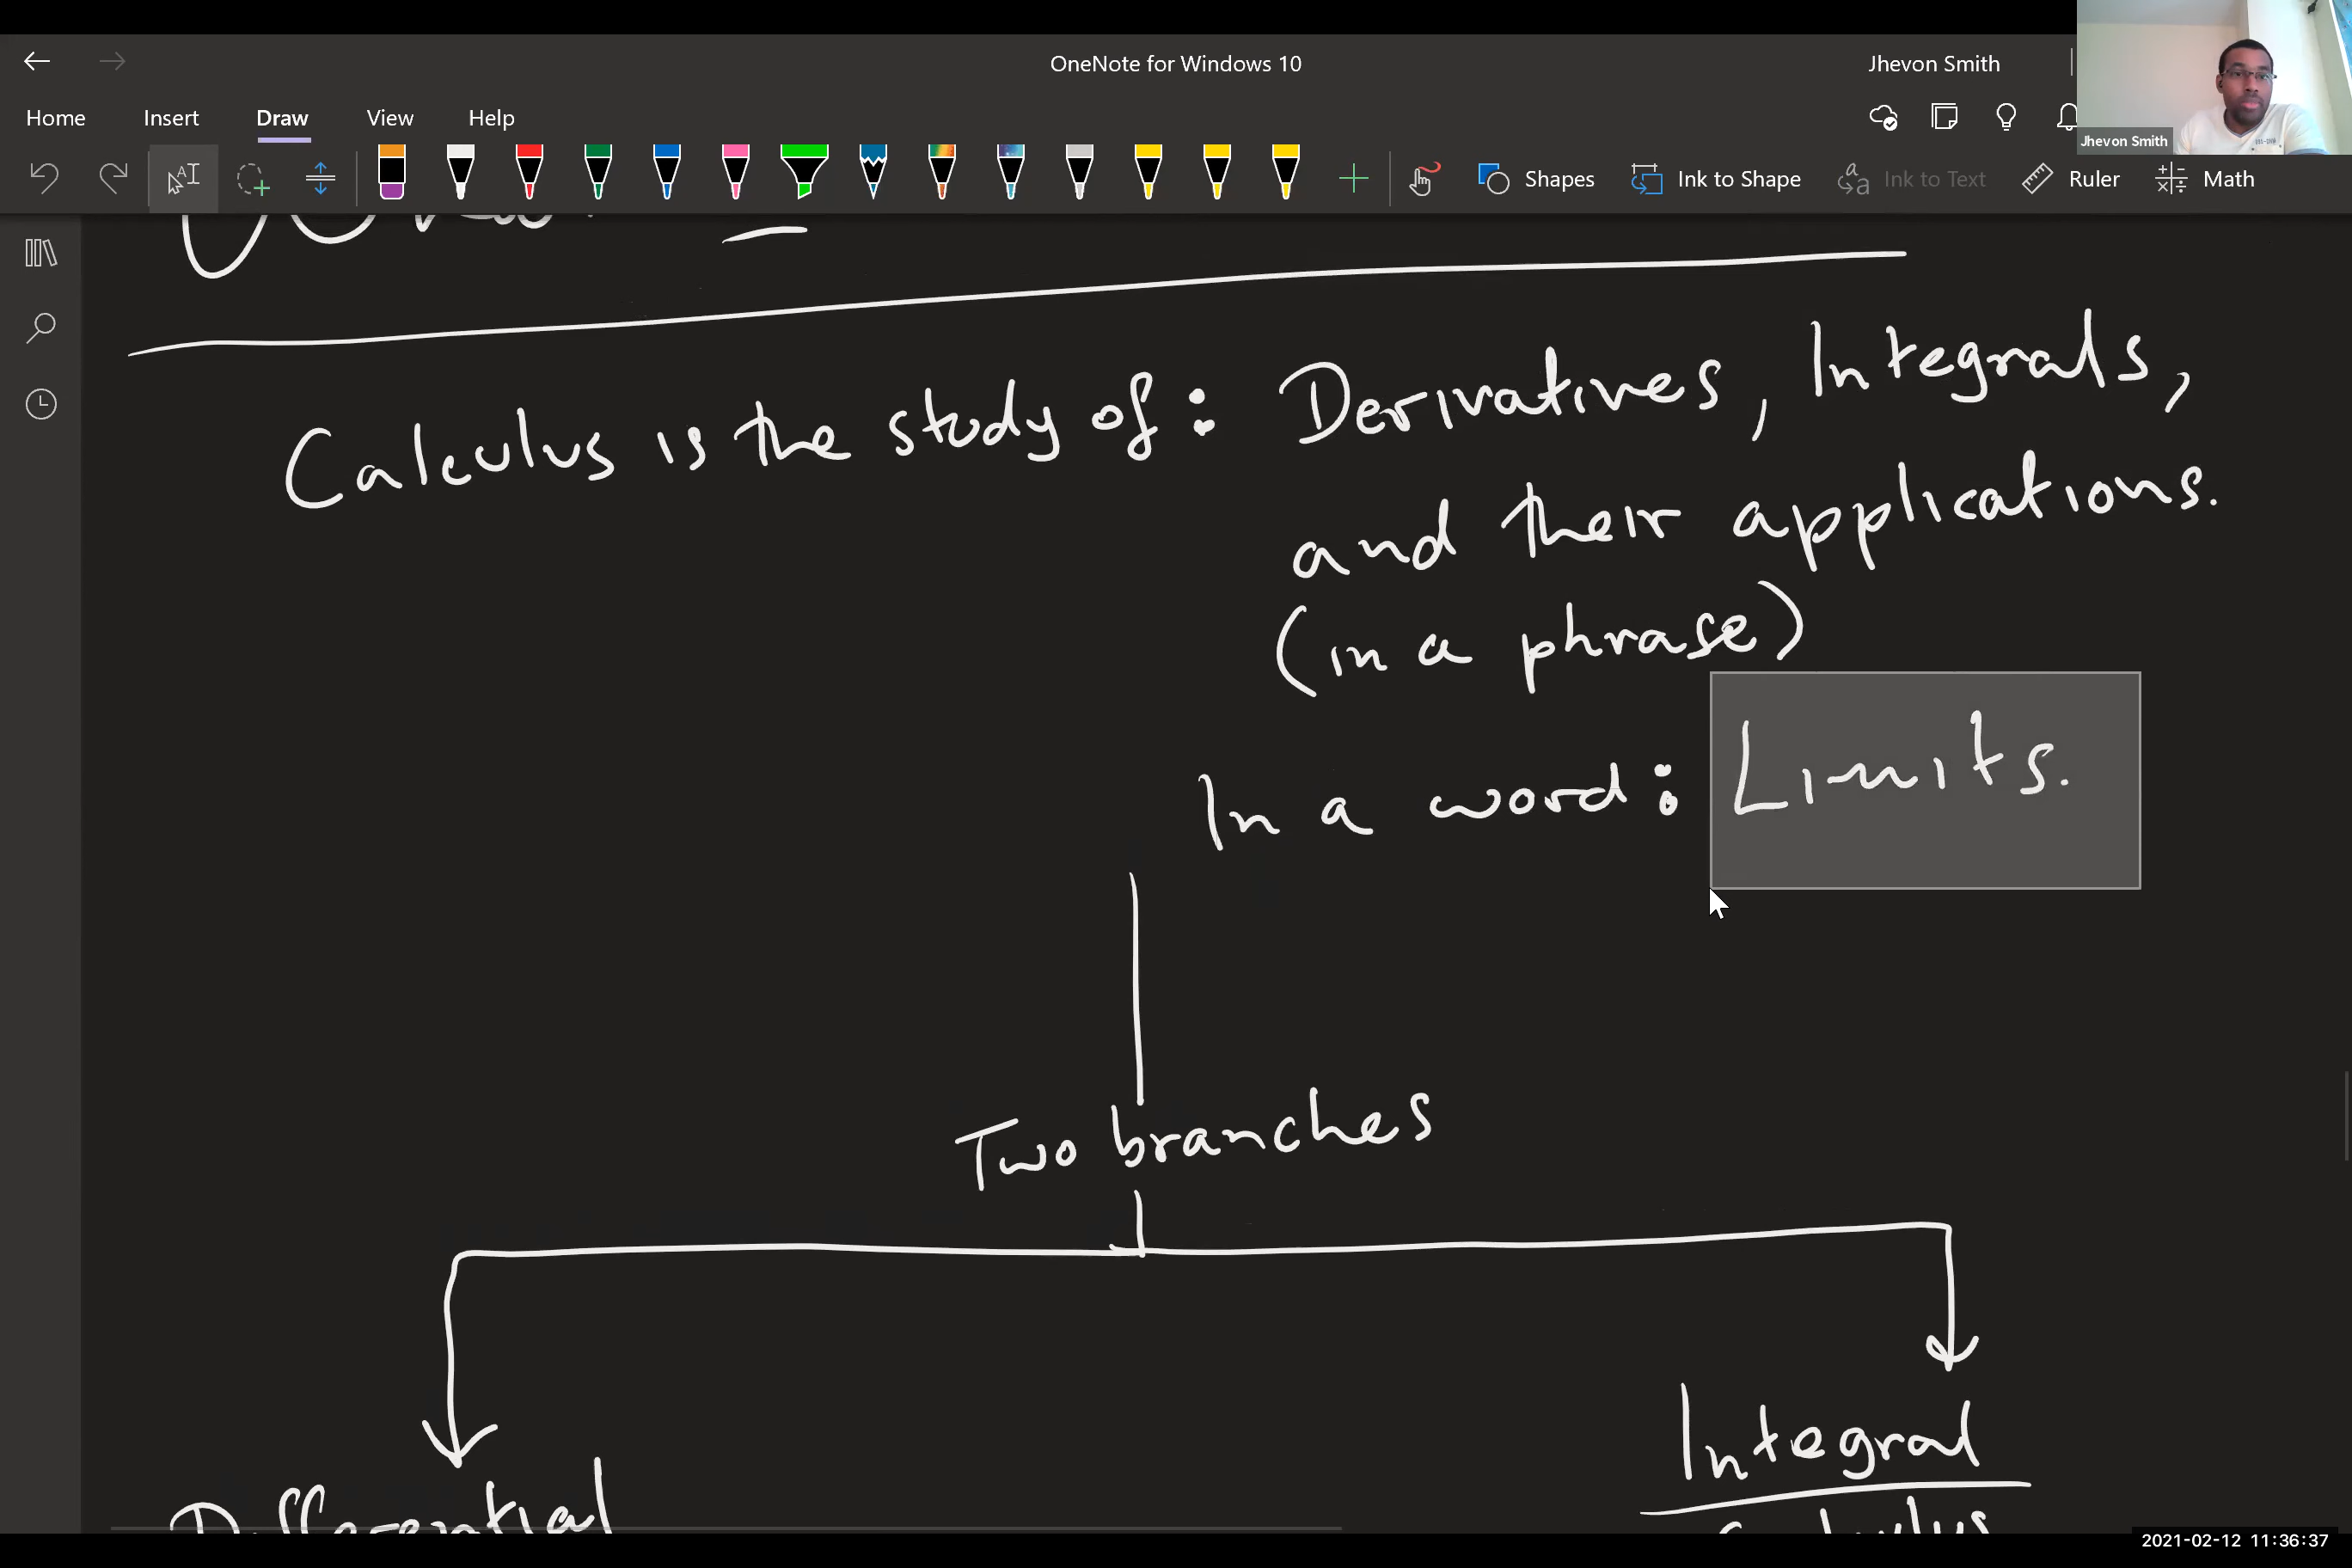 OneNote for Windows 10
Jhevon Smith
Home Insert Draw View Help
Jhevon Smith
Shapes Ink to Shape Ink to Text Ruler Math
Calculus is the study of: Derivatives, Integrals,
and their applications.
(in a phrase)
In a word: Limits.
Two branches
Integral
Differential
Calculus
2021-02-12 11:36:37